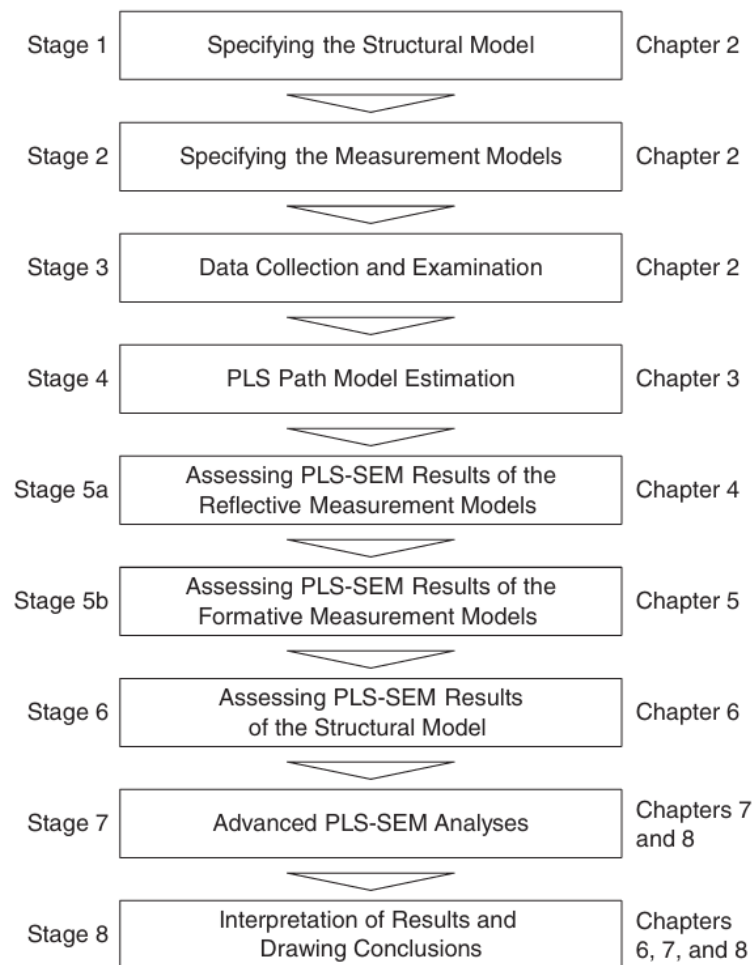 Stage 1 Specifying the Structural Model Chapter 2
Stage 2 Specifying the Measurement Models Chapter 2
Stage 3 Data Collection and Examination Chapter 2
Stage 4 PLS Path Model Estimation Chapter 3
Stage 5a Assessing PLS-SEM Results of the
Reflective Measurement Models Chapter 4
Stage 5b Assessing PLS-SEM Results of the
Formative Measurement Models Chapter 5
Stage 6 Assessing PLS-SEM Results
of the Structural Model Chapter 6
Stage 7 Advanced PLS-SEM Analyses Chapters 7
and 8
Stage 8 Interpretation of Results and
Drawing Conclusions Chapters
6, 7, and 8